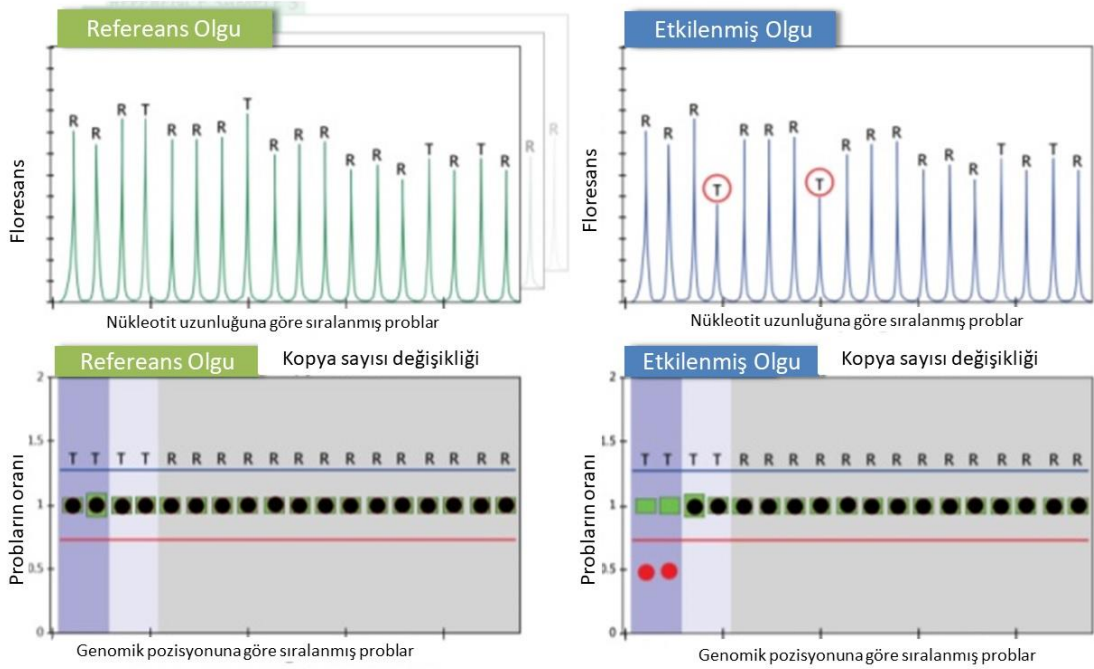 Refereans Olgu
R R R T R R R T R R R R R R T R T R R R
Floresans
Nükleotit uzunluğuna göre sıralanmış problar
Etkilenmiş Olgu
R R R T R R R T R R R R R R T R T R
Floresans
Nükleotit uzunluğuna göre sıralanmış problar
Refereans Olgu
Kopya sayısı değişikliği
2
1.5
1
0.5
0
T T T T R R R R R R R R R R R R R R
Probların oranı
Genomik pozisyonuna göre sıralanmış problar
Etkilenmiş Olgu
Kopya sayısı değişikliği
2
1.5
1
0.5
0
T T T T R R R R R R R R R R R R R R
Probların oranı
Genomik pozisyonuna göre sıralanmış problar